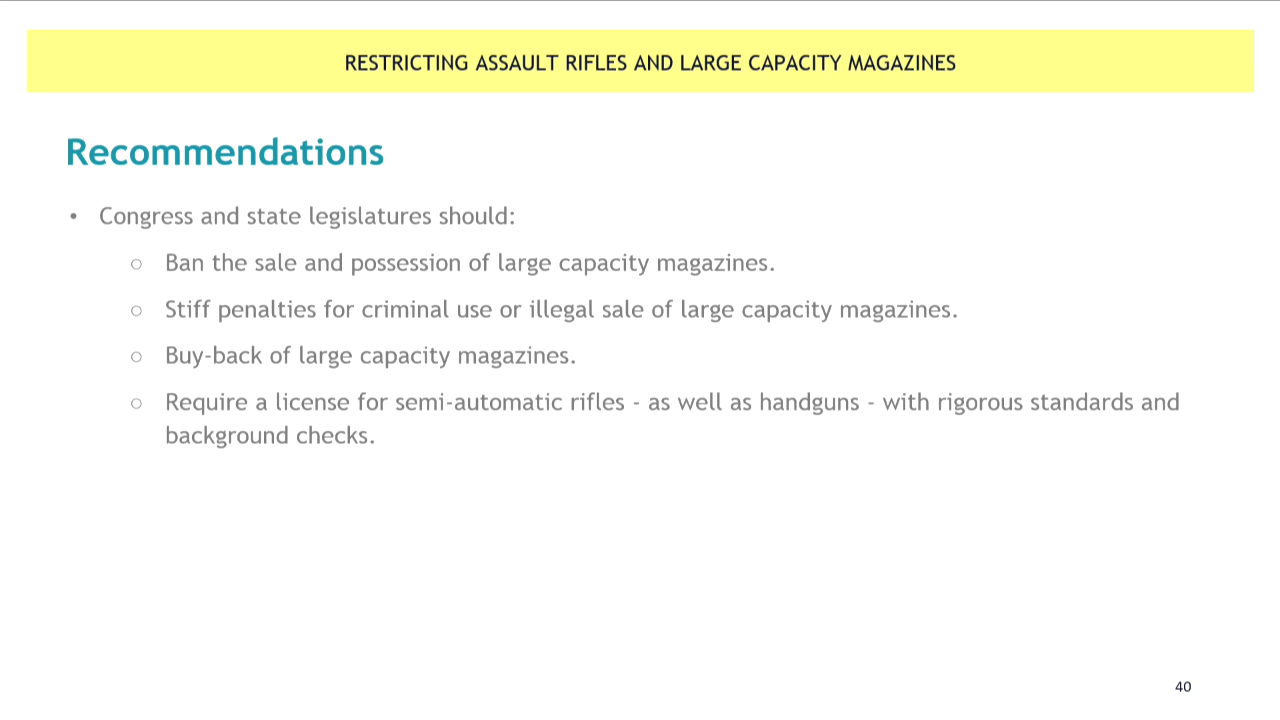 RESTRICTING ASSAULT RIFLES AND LARGE CAPACITY MAGAZINES
Recommendations
• Congress and state legislatures should:
○ Ban the sale and possession of large capacity magazines.
○ Stiff penalties for criminal use or illegal sale of large capacity magazines.
○ Buy-back of large capacity magazines.
○ Require a license for semi-automatic rifles - as well as handguns - with rigorous standards and
background checks.
40